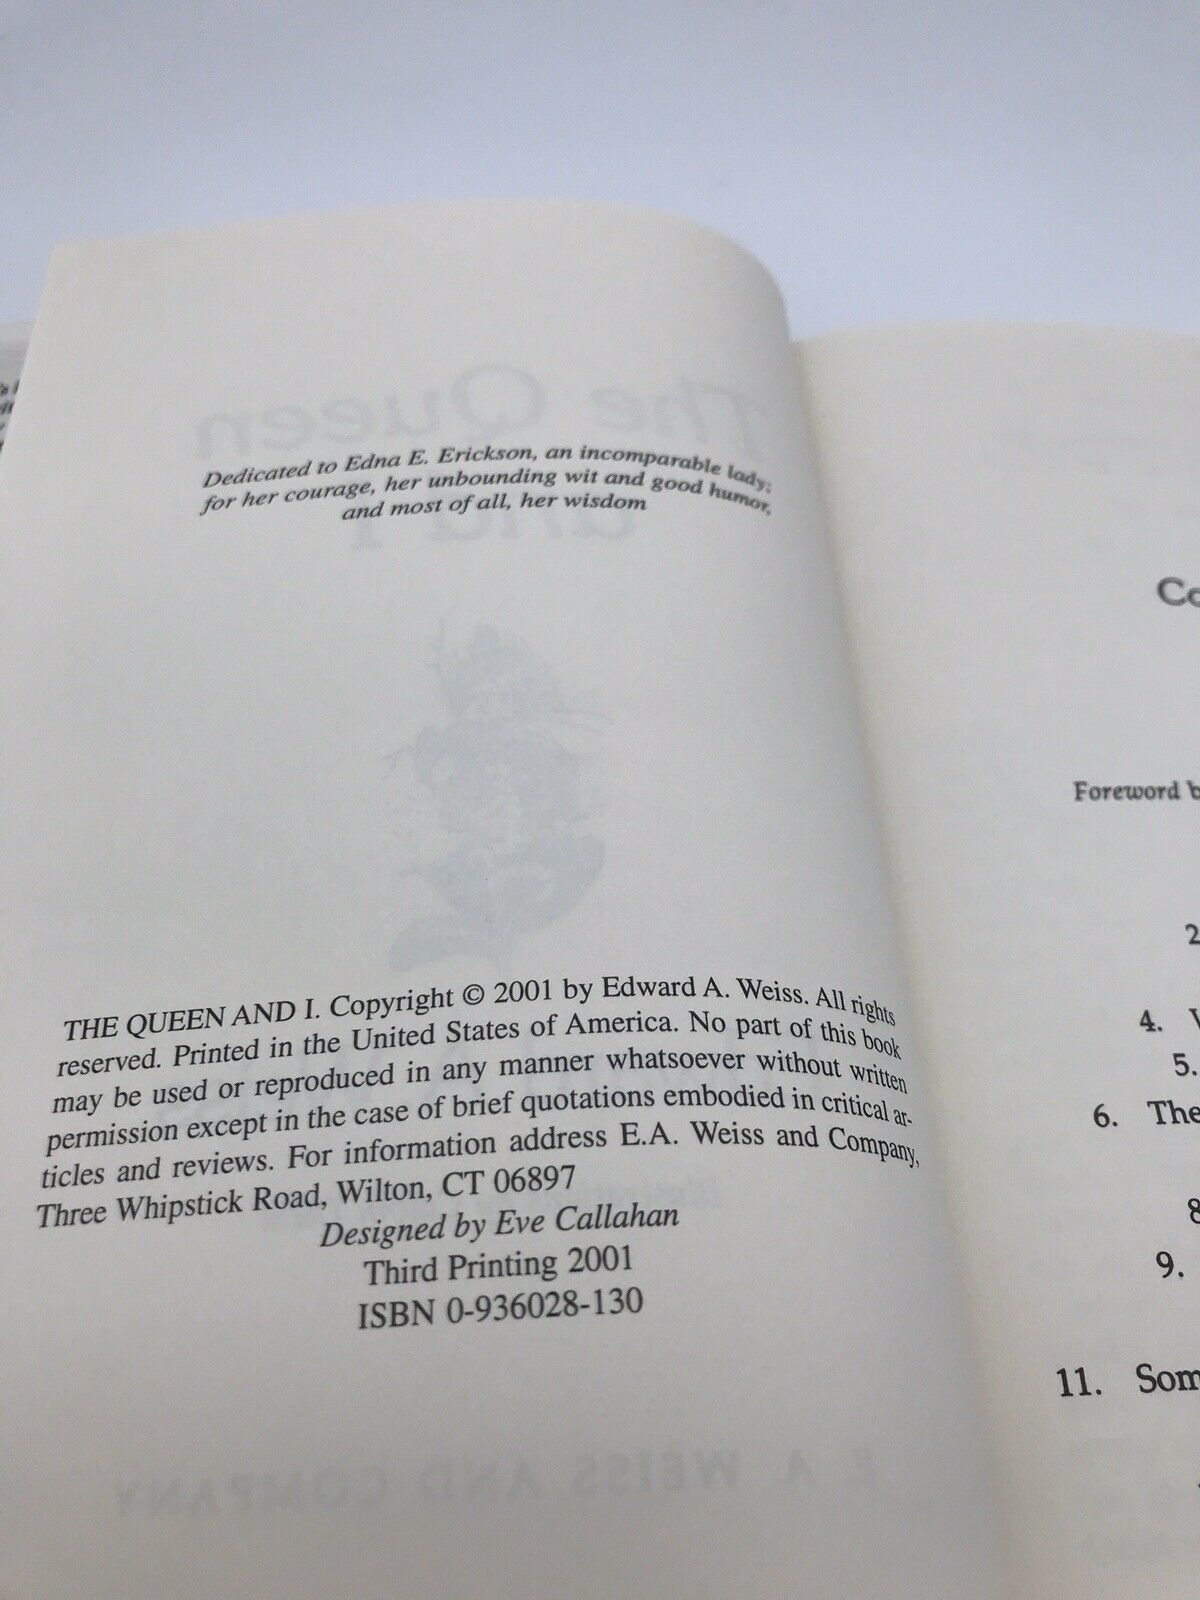 Dedicated to Edna E. Erickson, an incomparable lady;
for her courage, her unbounding wit and good humor,
and most of all, her wisdom
THE QUEEN AND I. Copyright © 2001 by Edward A. Weiss. All rights
reserved. Printed in the United States of America. No part of this book
may be used or reproduced in any manner whatsoever without written
permission except in the case of brief quotations embodied in critical ar-
ticles and reviews. For information address E.A. Weiss and Company,
Three Whipstick Road, Wilton, CT 06897
Designed by Eve Callahan
Third Printing 2001
ISBN 0-936028-130
Co
Foreword b
2
4.
5.
6. The
8
9.
11. Som